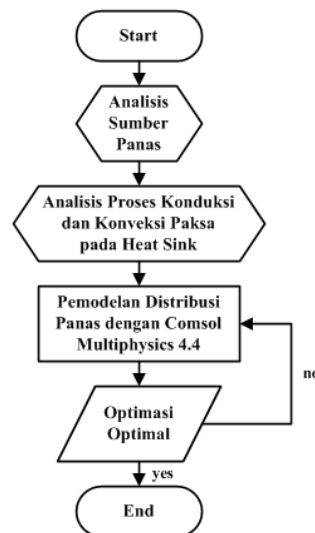 Start
Analisis
Sumber
Panas
Analisis Proses Konduksi
dan Konveksi Paksa
pada Heat Sink
Pemodelan Distribusi
Panas dengan Comsol
Multiphysics 4.4
no
Optimasi
Optimal
yes
End